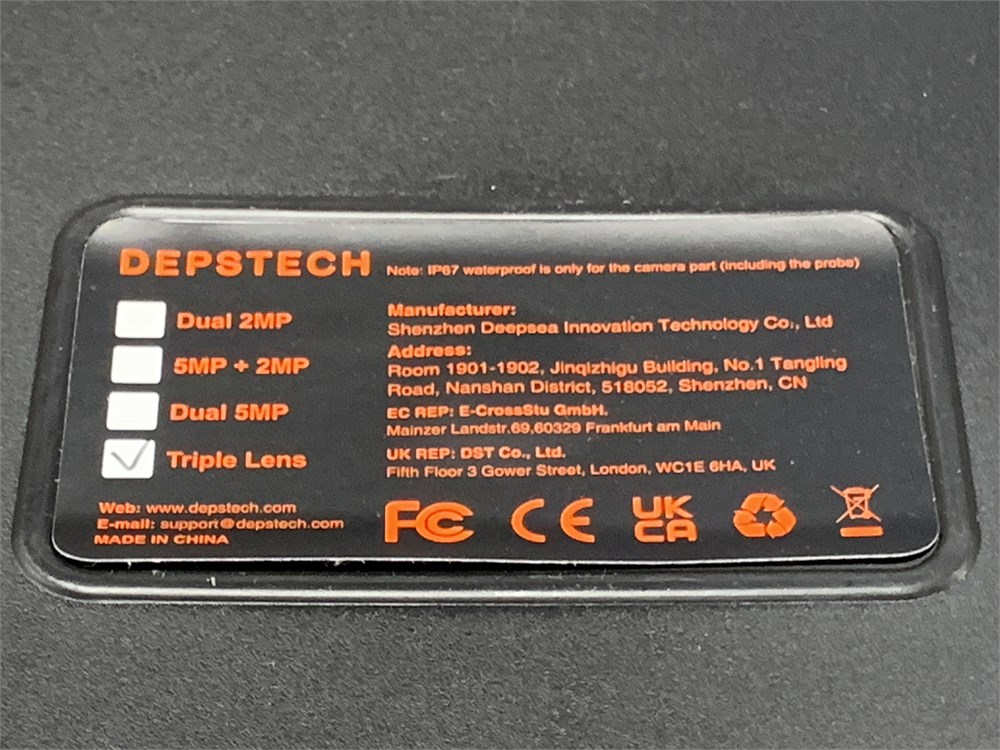 DEPSTECH Note: IP67 waterproof is only for the camera part (including the probe)
Dual 2MP
5MP + 2MP
Dual 5MP
Triple Lens
Web: www.depstech.com
E-mail: support@depstech.com
MADE IN CHINA
Manufacturer:
Shenzhen Deepsea Innovation Technology Co., Ltd
Address:
Room 1901-1902, Jinqizhigu Building, No.1 Tangling
Road, Nanshan District, 518052, Shenzhen, CN
EC REP: E-CrossStu GmbH.
Mainzer Landstr.69,60329 Frankfurt am Main
UK REP: DST Co., Ltd.
Fifth Floor 3 Gower Street, London, WC1E 6HA, UK
FC CE UK
CA